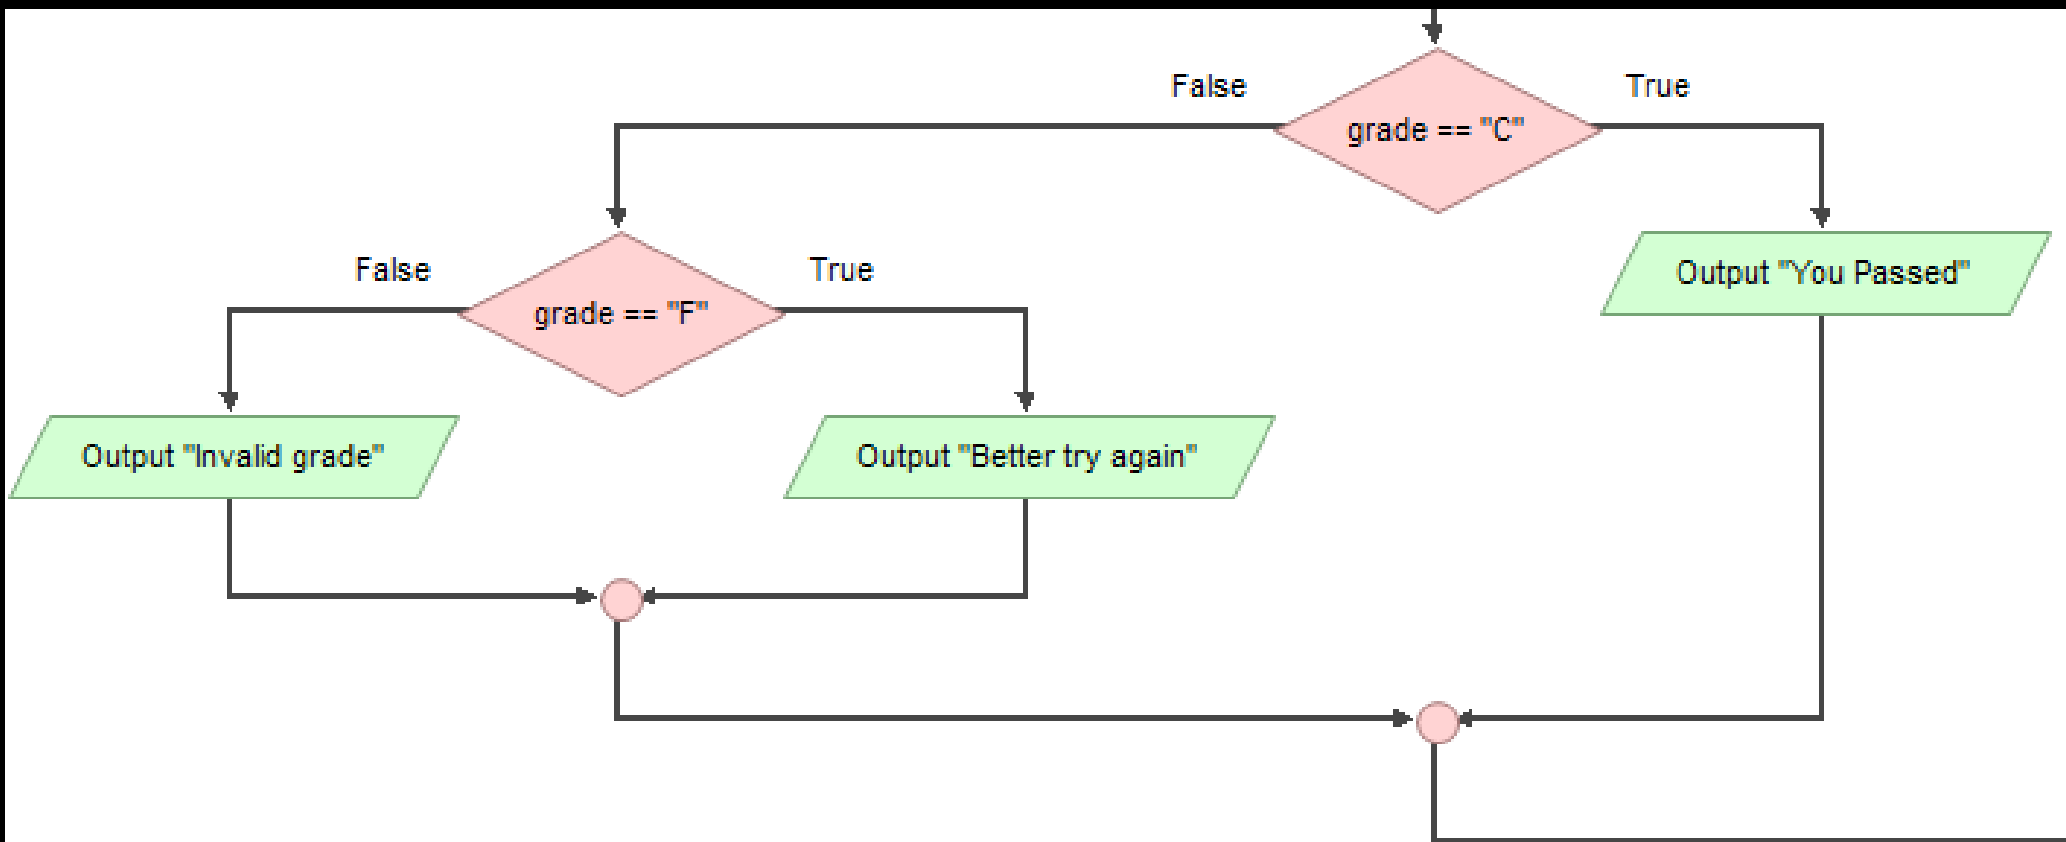 False
True
grade == "C"
False
True
Output "You Passed"
grade == "F"
Output "Invalid grade"
Output "Better try again"